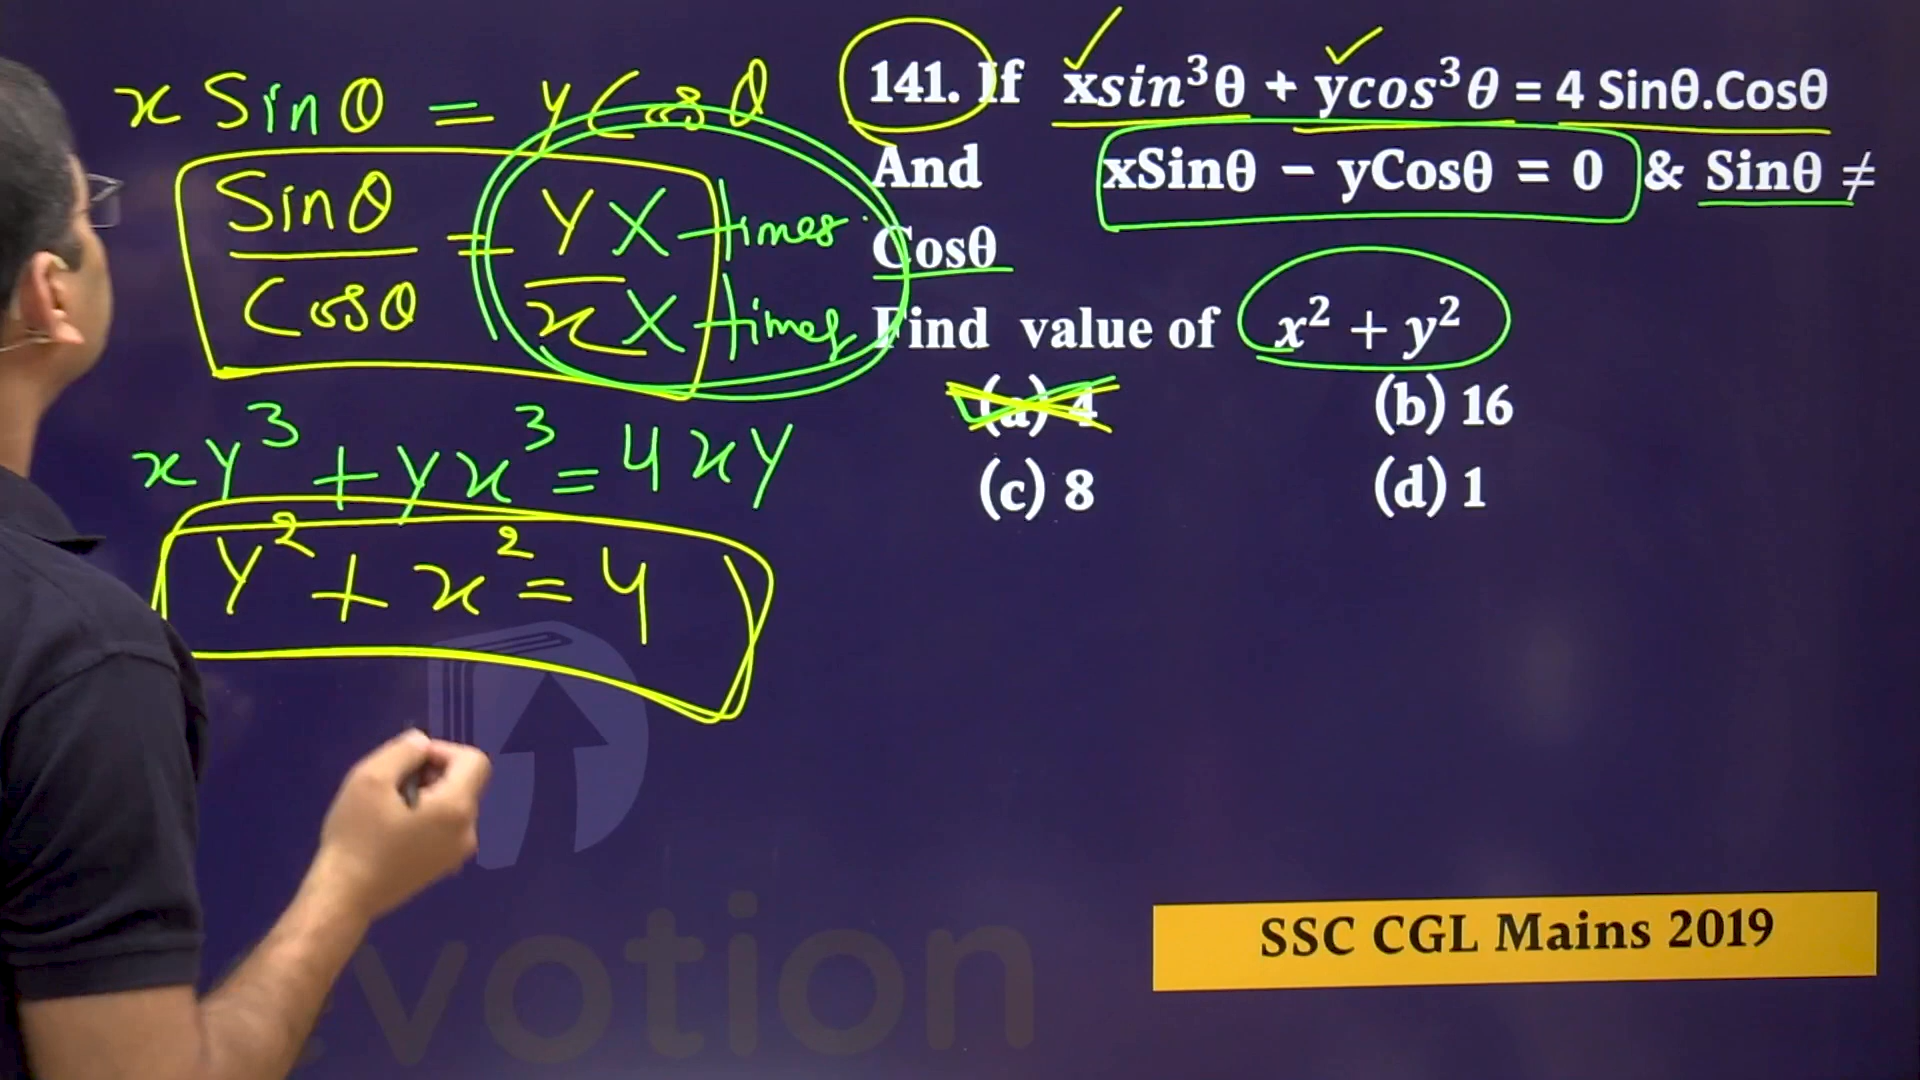 x Sinθ = y Cosθ
Sinθ / Cosθ = Y X times / x X times
xy³ + yx³ = 4xy
y² + x² = 4
141. If xsin³θ + ycos³θ = 4 Sinθ.Cosθ
And xSinθ − yCosθ = 0 & Sinθ ≠
Cosθ
Find value of x² + y²
(a) 4 (b) 16
(c) 8 (d) 1
SSC CGL Mains 2019
votion